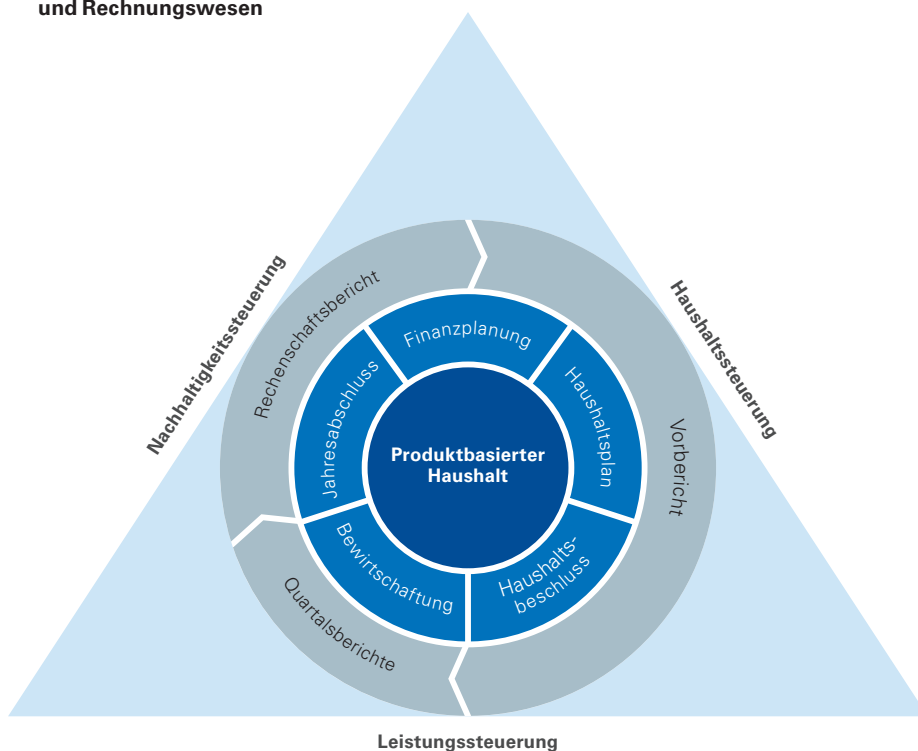 und Rechnungswesen
Nachhaltigkeitssteuerung
Haushaltssteuerung
Rechenschaftsbericht
Finanzplanung
Jahresabschluss
Haushaltsplan
Vorbericht
Produktbasierter
Haushalt
Bewirtschaftung
Haushalts-
beschluss
Quartalsberichte
Leistungssteuerung